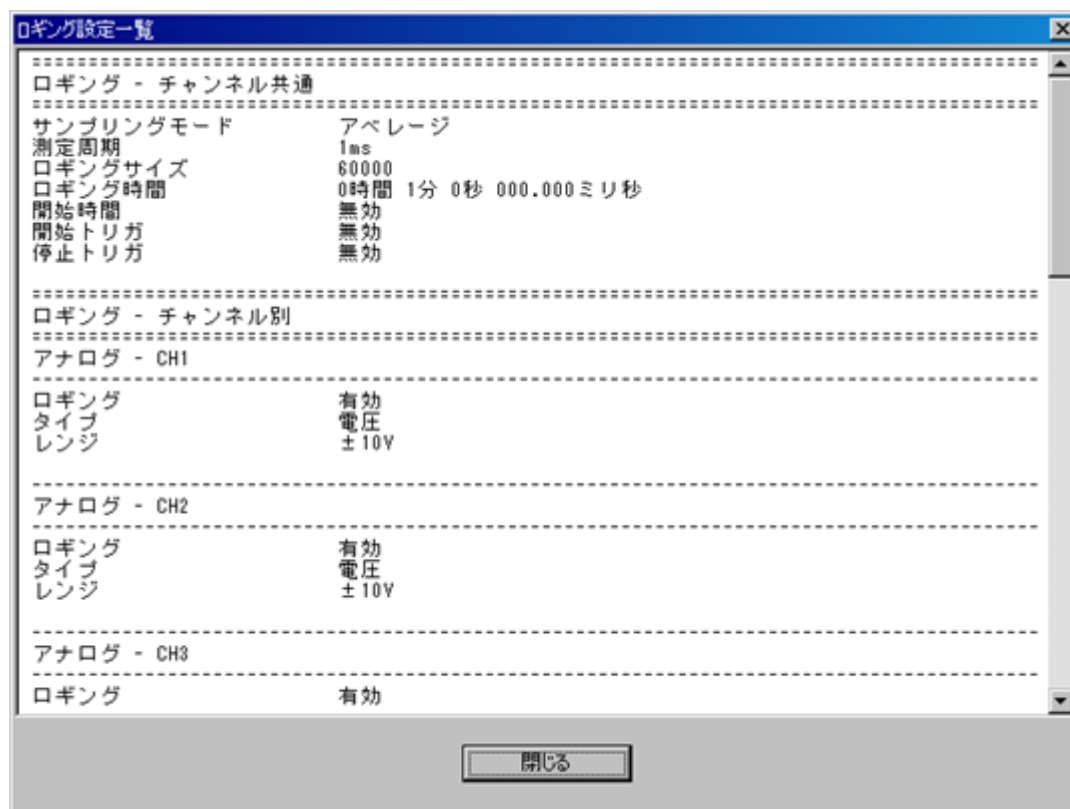 ロギング設定一覧
================================================================================
ロギング - チャンネル共通
================================================================================
サンプリングモード アベレージ
測定周期 1ms
ロギングサイズ 60000
ロギング時間 0時間 1分 0秒 000.000ミリ秒
開始時間 無効
開始トリガ 無効
停止トリガ 無効
================================================================================
ロギング - チャンネル別
================================================================================
アナログ - CH1
--------------------------------------------------------------------------------
ロギング 有効
タイプ 電圧
レンジ ±10V
--------------------------------------------------------------------------------
アナログ - CH2
--------------------------------------------------------------------------------
ロギング 有効
タイプ 電圧
レンジ ±10V
--------------------------------------------------------------------------------
アナログ - CH3
--------------------------------------------------------------------------------
ロギング 有効
閉じる